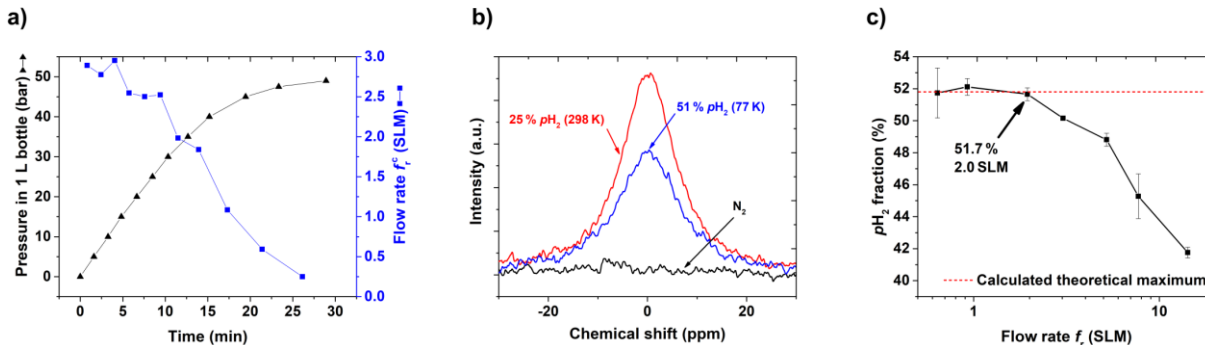 a)
Pressure in 1 L bottle (bar)
50
40
30
20
10
0
0 5 10 15 20 25 30
Time (min)
3.0
2.5
2.0
1.5
1.0
0.5
0.0
Flow rate f_r^c (SLM)
b)
Intensity (a.u.)
25 % pH₂ (298 K)
51 % pH₂ (77 K)
N₂
-30 -20 -10 0 10 20 30
Chemical shift (ppm)
c)
pH₂ fraction (%)
54
52
50
48
46
44
42
40
51.7 %
2.0 SLM
Calculated theoretical maximum
1 10
Flow rate f_r (SLM)